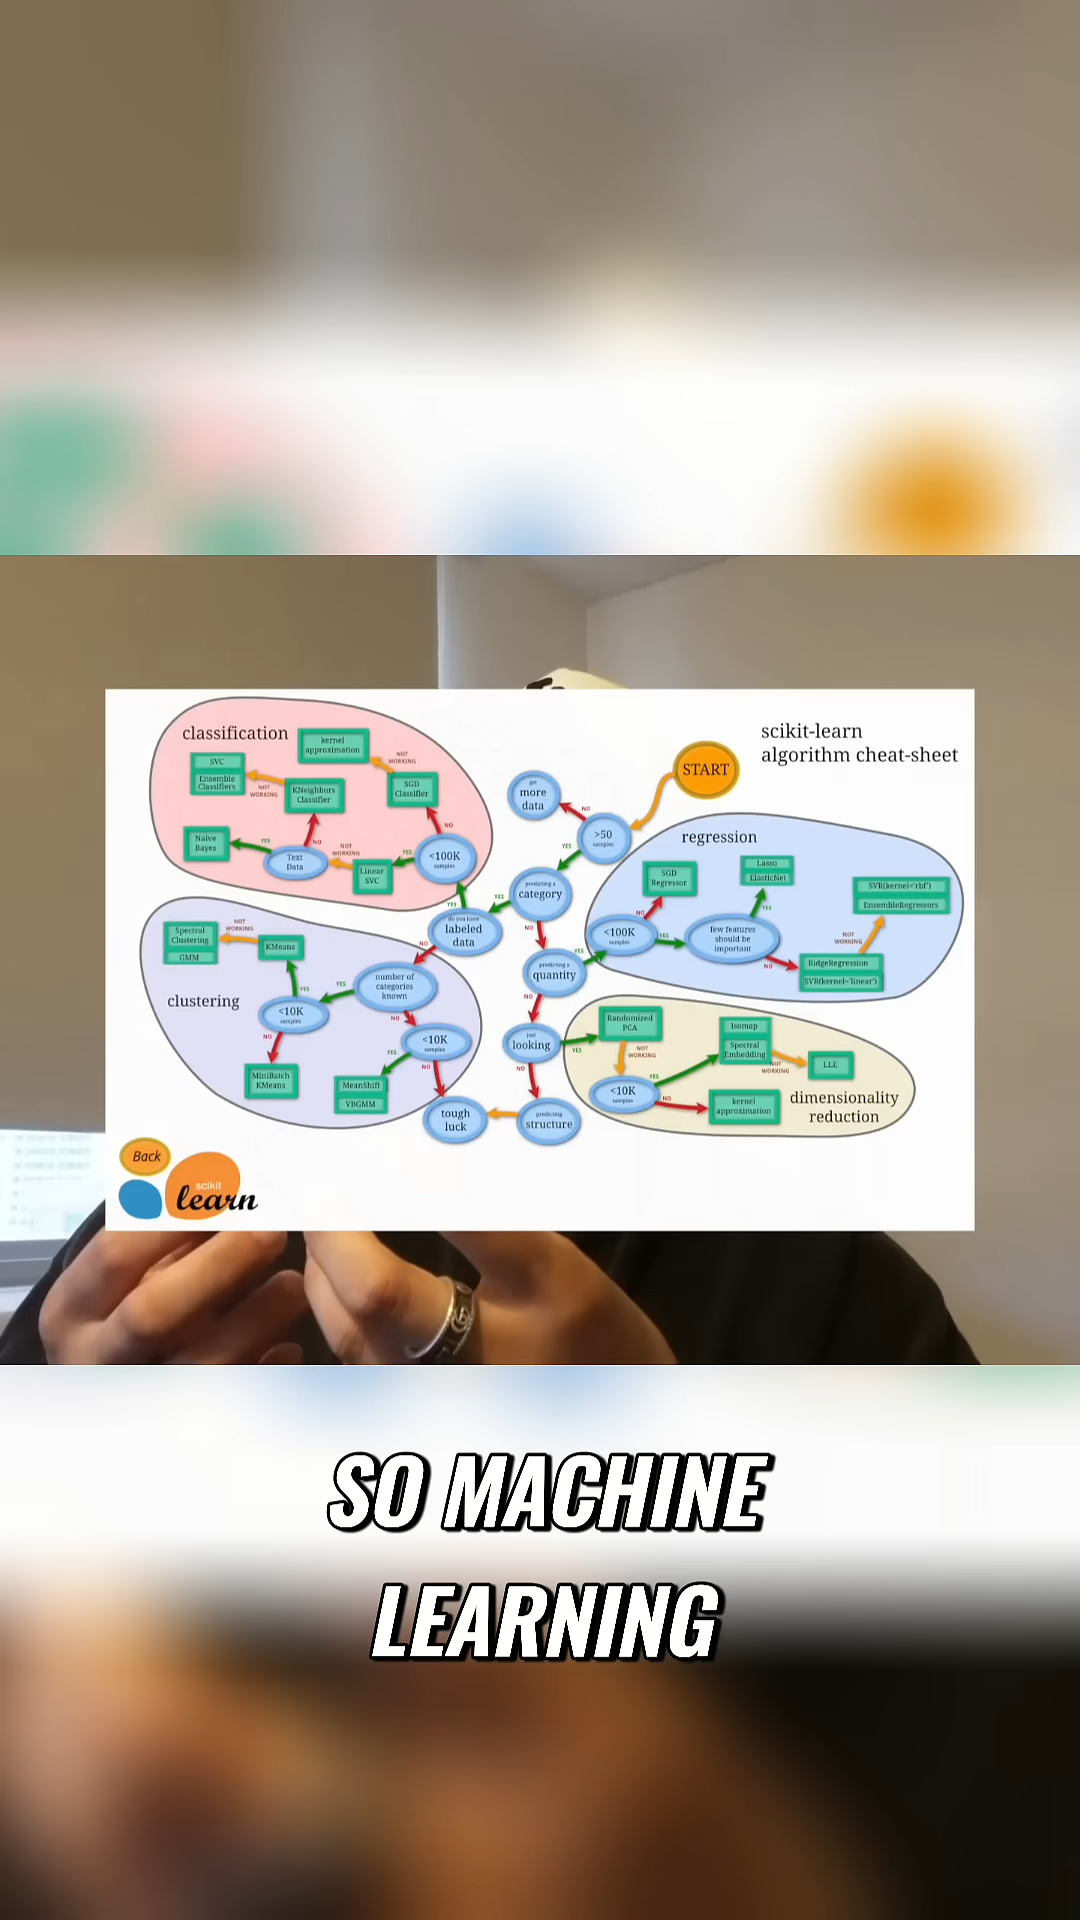 classification
kernel
approximation
SVC
Ensemble
Classifiers
NOT
WORKING
KNeighbors
Classifier
NOT
WORKING
SGD
Classifier
NO
Naive
Bayes
YES
Text
Data
NO
NOT
WORKING
Linear
SVC
YES
<100K
samples
YES
START
scikit-learn
algorithm cheat-sheet
get
more
data
NO
>50
samples
YES
predicting a
category
YES
NO
do you have
labeled
data
NO
predicting a
quantity
YES
NO
just
looking
YES
NO
predicting
structure
tough
luck
regression
SGD
Regressor
Lasso
ElasticNet
SVR(kernel='rbf')
EnsembleRegressors
NO
<100K
samples
YES
few features
should be
important
YES
NO
NOT
WORKING
RidgeRegression
SVR(kernel='linear')
clustering
Spectral
Clustering
GMM
NOT
WORKING
KMeans
YES
number of
categories
known
YES
NO
<10K
samples
NO
<10K
samples
YES
NO
MiniBatch
KMeans
MeanShift
VBGMM
Randomized
PCA
NOT
WORKING
Isomap
Spectral
Embedding
NOT
WORKING
LLE
YES
<10K
samples
NO
kernel
approximation
dimensionality
reduction
Back
scikit
learn
SO MACHINE
LEARNING